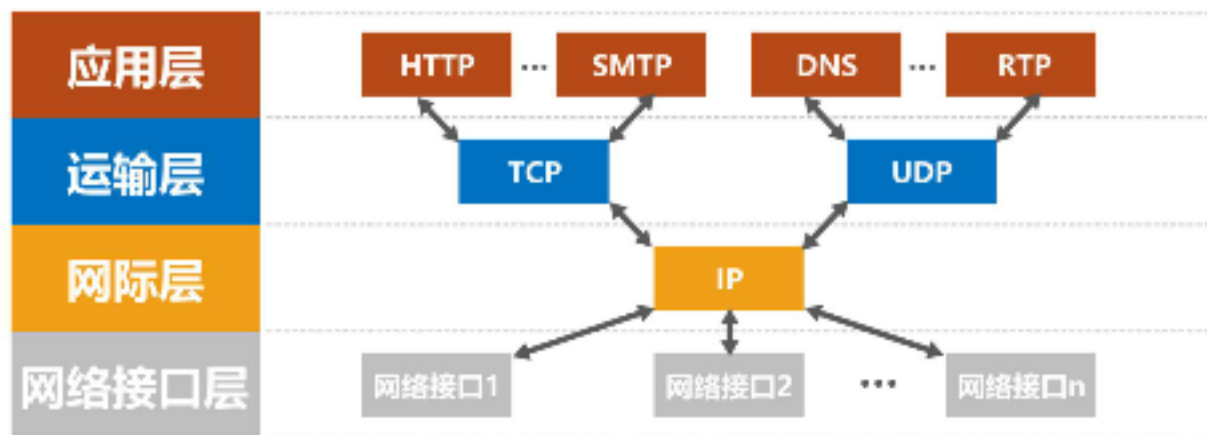 应用层
HTTP ... SMTP DNS ... RTP
运输层
TCP UDP
网际层
IP
网络接口层
网络接口1 网络接口2 ... 网络接口n